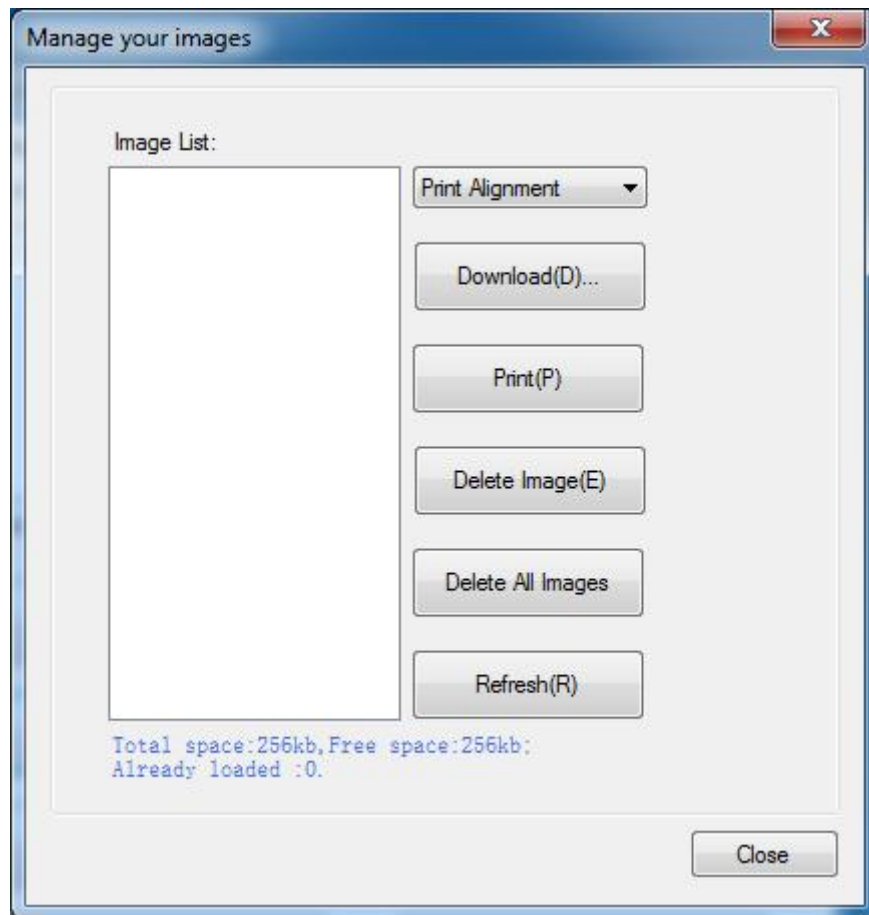 Manage your images
Image List:
Print Alignment
Download(D)...
Print(P)
Delete Image(E)
Delete All Images
Refresh(R)
Total space:256kb,Free space:256kb;
Already loaded :0.
Close